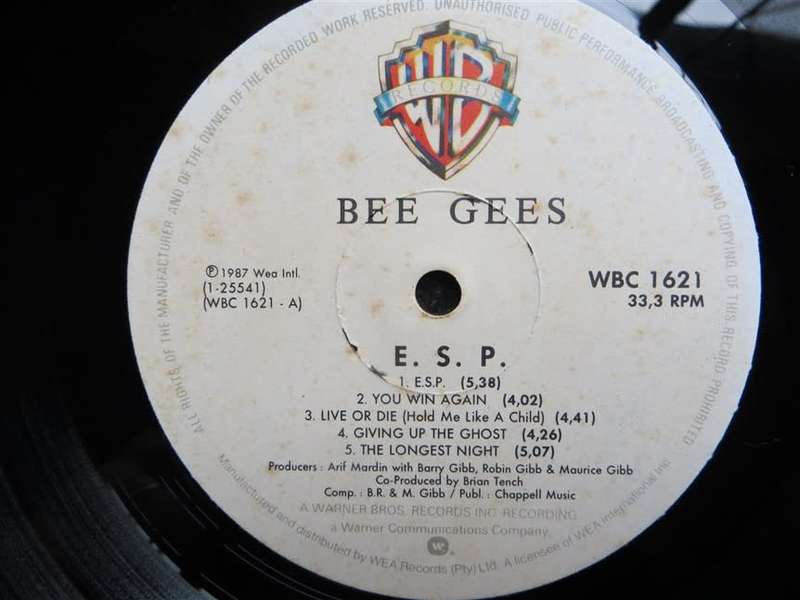 ALL RIGHTS OF THE MANUFACTURER AND OF THE OWNER OF THE RECORDED WORK RESERVED. UNAUTHORISED PUBLIC PERFORMANCE BROADCASTING AND COPYING OF THIS RECORD PROHIBITED
WB
RECORDS
BEE GEES
℗ 1987 Wea Intl.
(1-25541)
(WBC 1621 - A)
WBC 1621
33,3 RPM
E. S. P.
1. E.S.P. (5,38)
2. YOU WIN AGAIN (4,02)
3. LIVE OR DIE (Hold Me Like A Child) (4,41)
4. GIVING UP THE GHOST (4,26)
5. THE LONGEST NIGHT (5,07)
Producers : Arif Mardin with Barry Gibb, Robin Gibb & Maurice Gibb
Co-Produced by Brian Tench
Comp. : B.R. & M. Gibb / Publ. : Chappell Music
A WARNER BROS. RECORDS INC RECORDING
a Warner Communications Company.
Manufactured and distributed by WEA Records (Pty) Ltd. A licensee of WEA International Inc